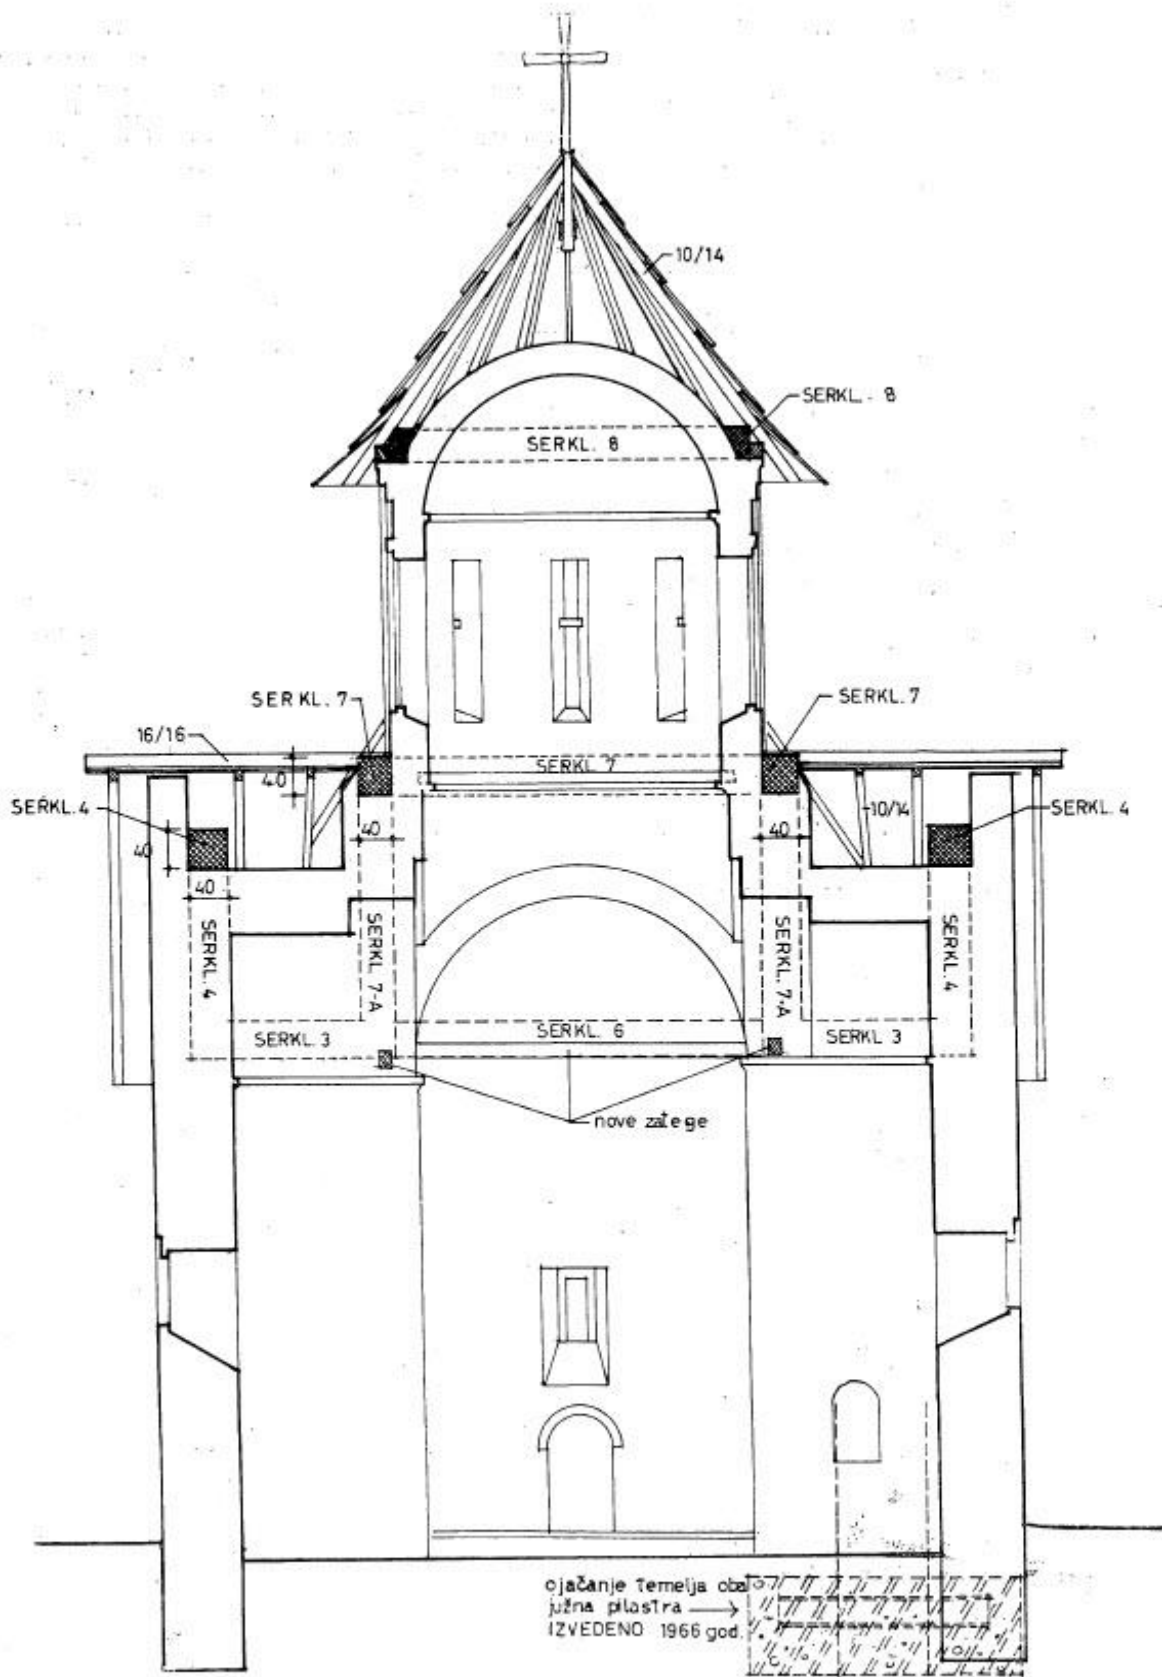 10/14
SERKL. 8
SERKL. 8
SERKL. 7
SERKL. 7
16/16
SERKL. 7
40
SERKL. 4
10/14
SERKL. 4
40
40
40
40
SERKL. 4
SERKL. 7-A
SERKL. 7-A
SERKL. 4
SERKL. 3
SERKL. 6
SERKL 3
nove zatege
ojačanje temelja oba
južna pilastra
IZVEDENO 1966 god.